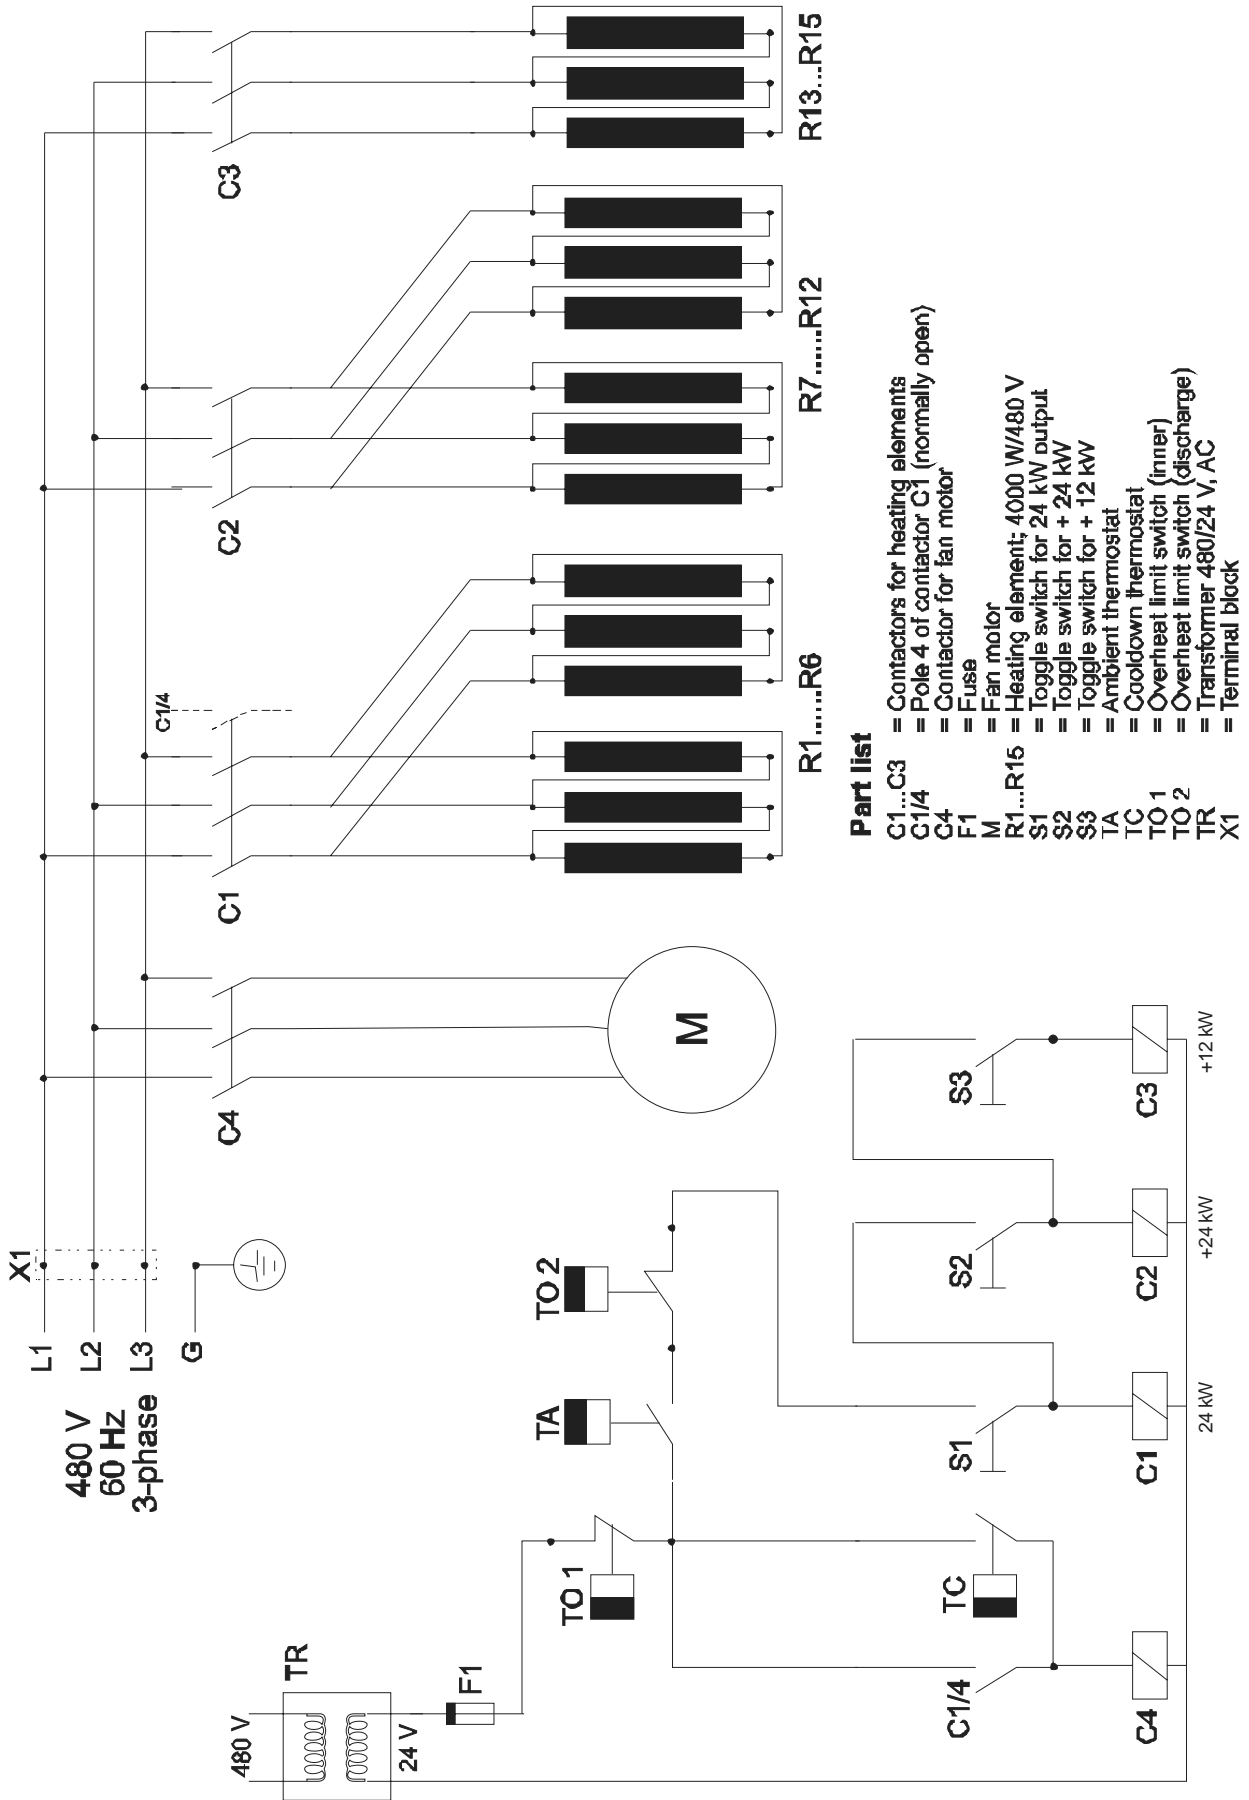 480 V
60 Hz
3-phase
L1
L2
L3
G
X1
C4
M
C1
C1/4
R1......R6
C2
R7......R12
C3
R13...R15
480 V
TR
24 V
F1
TO 1
TA
TO 2
C1/4
TC
S1
S2
S3
C4
C1
C2
C3
24 kW
+24 kW
+12 kW
Part list
C1...C3 = Contactors for heating elements
C1/4 = Pole 4 of contactor C1 (normally open)
C4 = Contactor for fan motor
F1 = Fuse
M = Fan motor
R1...R15 = Heating element; 4000 W/480 V
S1 = Toggle switch for 24 kW output
S2 = Toggle switch for + 24 kW
S3 = Toggle switch for + 12 kW
TA = Ambient thermostat
TC = Cooldown thermostat
TO 1 = Overheat limit switch (inner)
TO 2 = Overheat limit switch (discharge)
TR = Transformer 480/24 V, AC
X1 = Terminal block